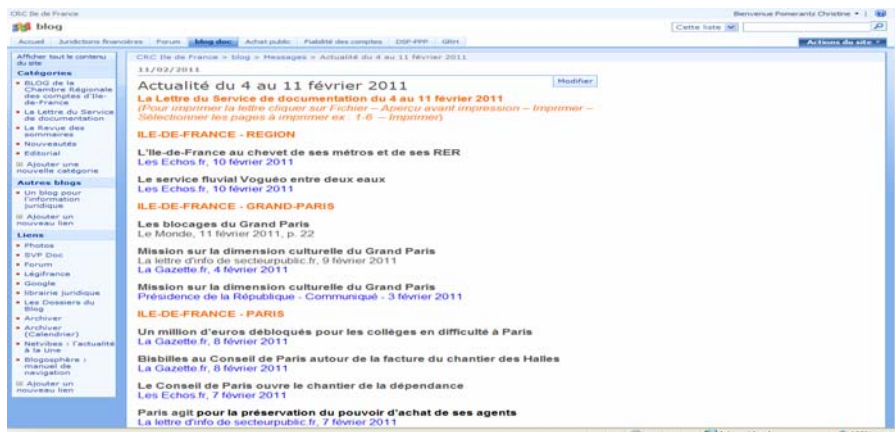 CRC Ile de France
Bienvenue Pomerantz Christine
blog
Cette liste
Accueil Juridictions financières Forum blog doc Achat public Fiabilité des comptes DSP-PPP GRH
Actions du site
Afficher tout le contenu du site
Catégories
BLOG de la Chambre Régionale des comptes d'Ile-de-France
La Lettre du Service de documentation
La Revue des sommaires
Nouveautés
Editorial
Ajouter une nouvelle catégorie
Autres blogs
Un blog pour l'information juridique
Ajouter un nouveau lien
Liens
Photos
SVP Doc
Forum
Légifrance
Google
librairie juridique
Les Dossiers du Blog
Archiver
Archiver (Calendrier)
Netvibes : l'actualité à la Une
Blogosphère : manuel de navigation
Ajouter un nouveau lien
CRC Ile de France > blog > Messages > Actualité du 4 au 11 février 2011
11/02/2011
Modifier
Actualité du 4 au 11 février 2011
La Lettre du Service de documentation du 4 au 11 février 2011
(Pour imprimer la lettre cliquer sur Fichier – Aperçu avant impression – Imprimer –
Sélectionner les pages à imprimer ex : 1-6 – Imprimer)
ILE-DE-FRANCE - REGION
L'Ile-de-France au chevet de ses métros et de ses RER
Les Echos.fr, 10 février 2011
Le service fluvial Voguéo entre deux eaux
Les Echos.fr, 10 février 2011
ILE-DE-FRANCE - GRAND-PARIS
Les blocages du Grand Paris
Le Monde, 11 février 2011, p. 22
Mission sur la dimension culturelle du Grand Paris
La lettre d'info de secteurpublic.fr, 9 février 2011
La Gazette.fr, 4 février 2011
Mission sur la dimension culturelle du Grand Paris
Présidence de la République - Communiqué - 3 février 2011
ILE-DE-FRANCE - PARIS
Un million d'euros débloqués pour les collèges en difficulté à Paris
La Gazette.fr, 8 février 2011
Bisbilles au Conseil de Paris autour de la facture du chantier des Halles
La Gazette.fr, 8 février 2011
Le Conseil de Paris ouvre le chantier de la dépendance
Les Echos.fr, 7 février 2011
Paris agit pour la préservation du pouvoir d'achat de ses agents
La lettre d'info de secteurpublic.fr, 7 février 2011